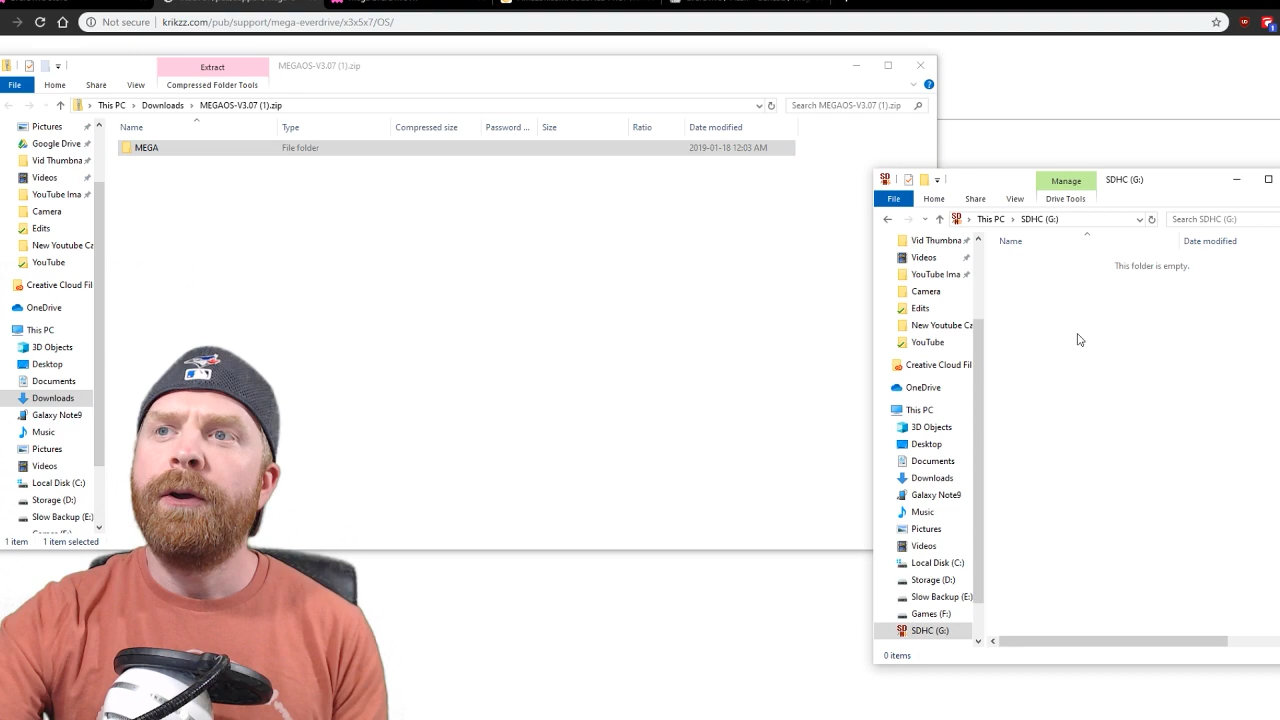 Not secure krikzz.com/pub/support/mega-everdrive/x3x5x7/OS/
Extract MEGAOS-V3.07 (1).zip
File Home Share View Compressed Folder Tools
This PC Downloads MEGAOS-V3.07 (1).zip Search MEGAOS-V3.07 (1).zip
Name Type Compressed size Password ... Size Ratio Date modified
MEGA File folder 2019-01-18 12:03 AM
Pictures
Google Drive
Vid Thumbna
Videos
YouTube Ima
Camera
Edits
New Youtube Ca
YouTube
Creative Cloud Fil
OneDrive
This PC
3D Objects
Desktop
Documents
Downloads
Galaxy Note9
Music
Pictures
Videos
Local Disk (C:)
Storage (D:)
Slow Backup (E:)
1 item 1 item selected
Manage SDHC (G:)
File Home Share View Drive Tools
This PC SDHC (G:) Search SDHC (G:)
Name Date modified
This folder is empty.
Vid Thumbna
Videos
YouTube Ima
Camera
Edits
New Youtube Ca
YouTube
Creative Cloud Fil
OneDrive
This PC
3D Objects
Desktop
Documents
Downloads
Galaxy Note9
Music
Pictures
Videos
Local Disk (C:)
Storage (D:)
Slow Backup (E:)
Games (F:)
SDHC (G:)
0 items